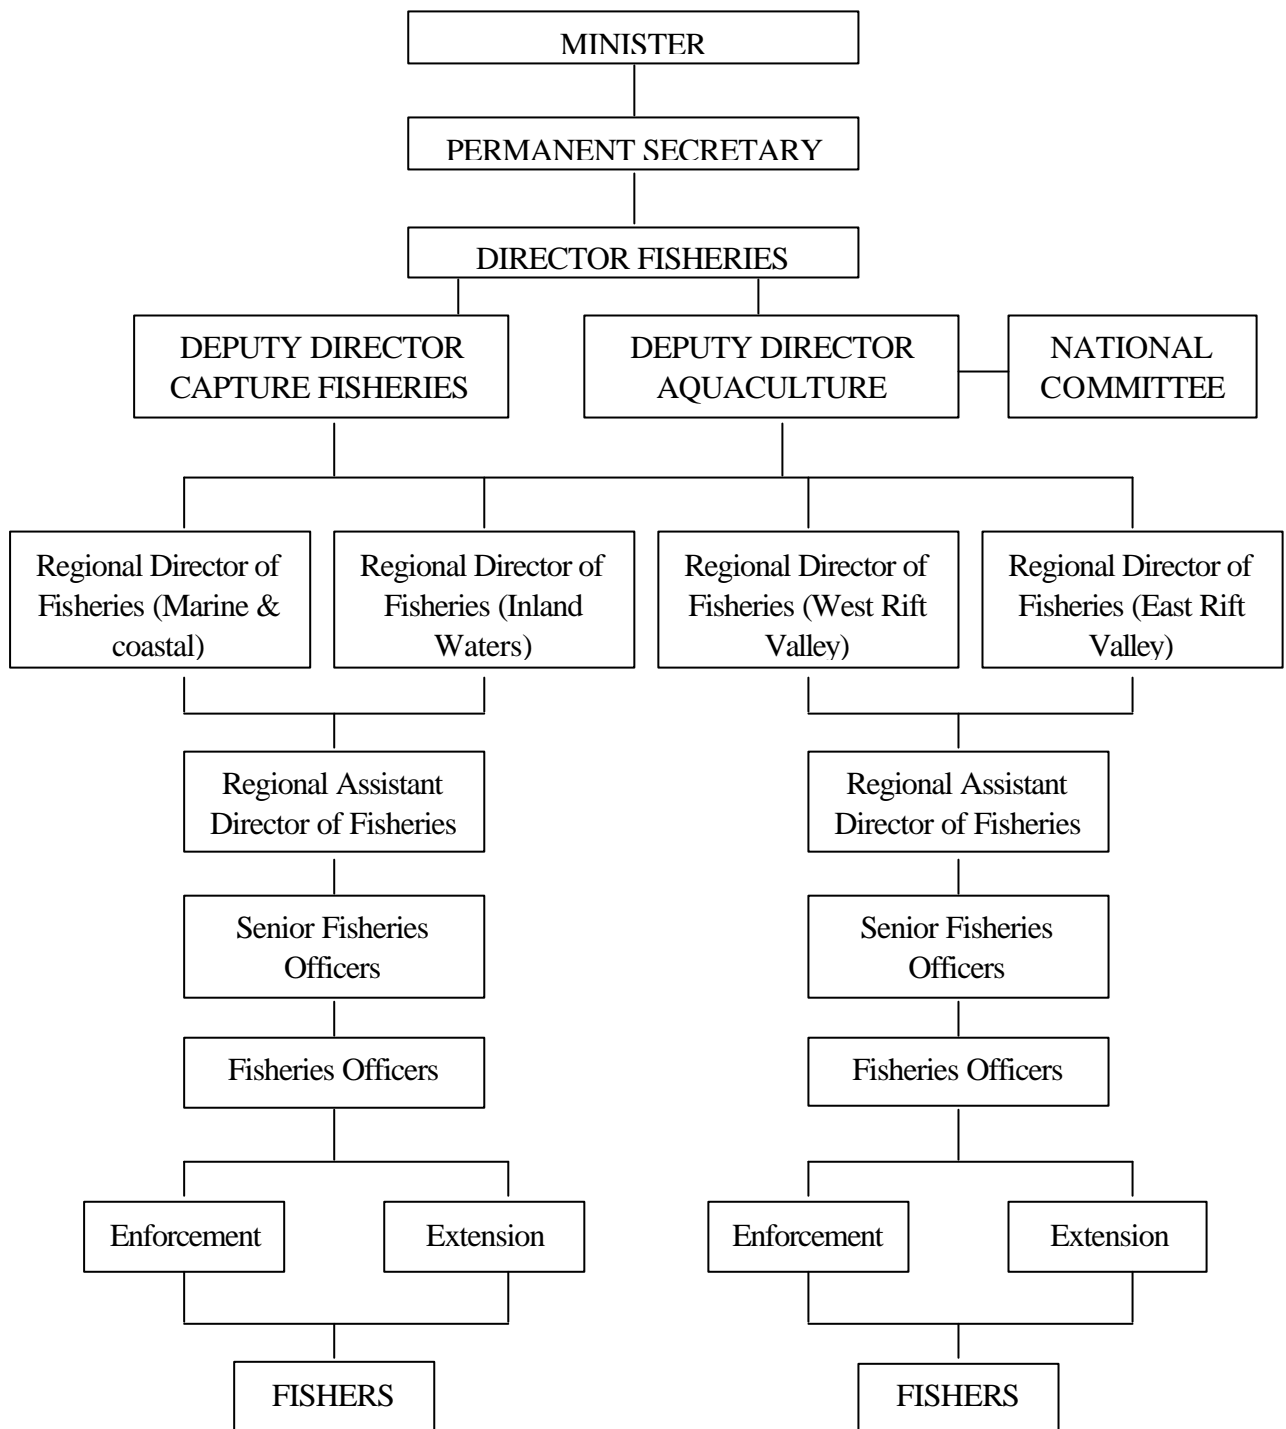 MINISTER
PERMANENT SECRETARY
DIRECTOR FISHERIES
DEPUTY DIRECTOR
CAPTURE FISHERIES
DEPUTY DIRECTOR
AQUACULTURE
NATIONAL
COMMITTEE
Regional Director of
Fisheries (Marine &
coastal)
Regional Director of
Fisheries (Inland
Waters)
Regional Director of
Fisheries (West Rift
Valley)
Regional Director of
Fisheries (East Rift
Valley)
Regional Assistant
Director of Fisheries
Regional Assistant
Director of Fisheries
Senior Fisheries
Officers
Senior Fisheries
Officers
Fisheries Officers
Fisheries Officers
Enforcement
Extension
Enforcement
Extension
FISHERS
FISHERS